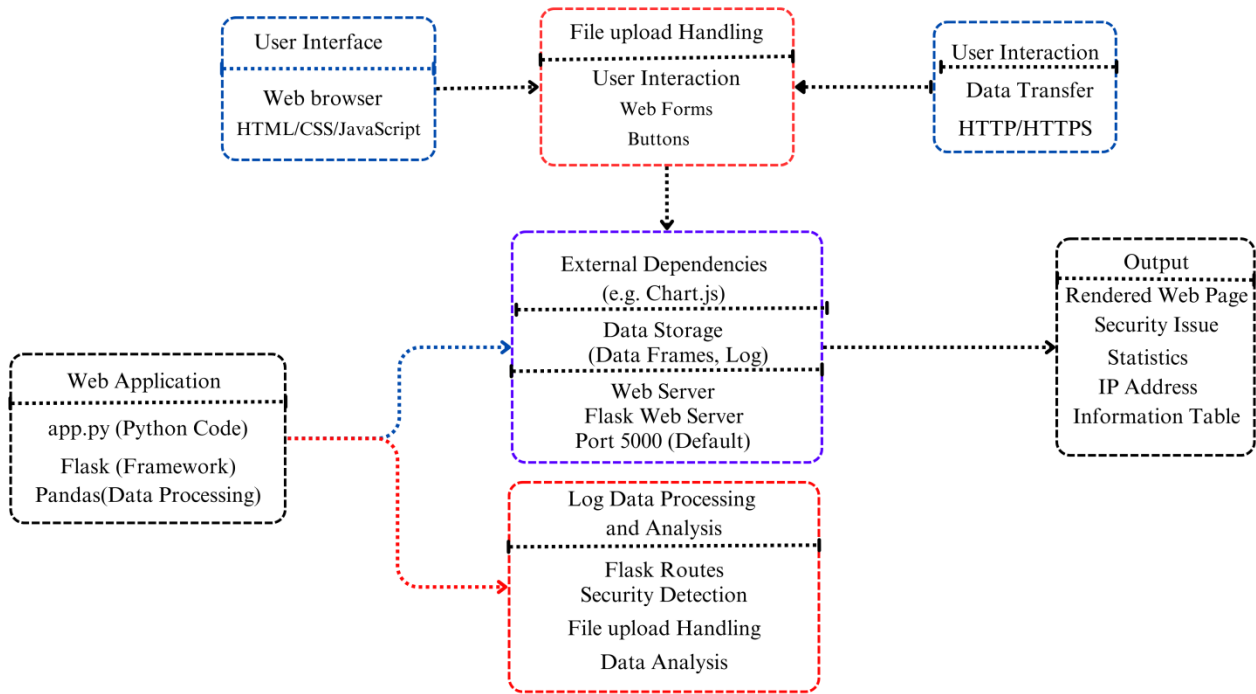 User Interface
Web browser
HTML/CSS/JavaScript
File upload Handling
User Interaction
Web Forms
Buttons
User Interaction
Data Transfer
HTTP/HTTPS
Web Application
app.py (Python Code)
Flask (Framework)
Pandas(Data Processing)
External Dependencies
(e.g. Chart.js)
Data Storage
(Data Frames, Log)
Web Server
Flask Web Server
Port 5000 (Default)
Output
Rendered Web Page
Security Issue
Statistics
IP Address
Information Table
Log Data Processing
and Analysis
Flask Routes
Security Detection
File upload Handling
Data Analysis